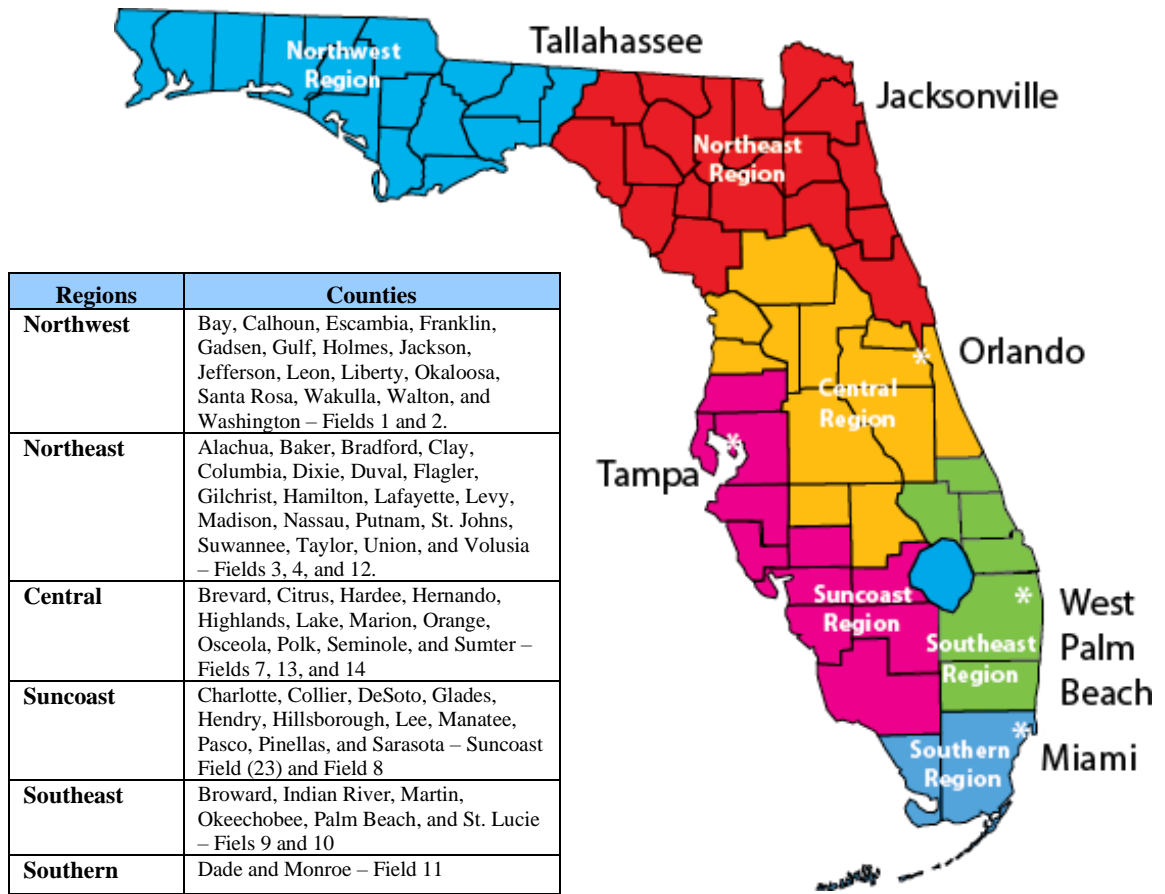 Tallahassee
Northwest
Region
Jacksonville
Northeast
Region
Orlando
*
Central
Region
*
Tampa
Suncoast
Region
*
West
Palm
Beach
Southeast
Region
*
Miami
Southern
Region
Regions Counties
Northwest Bay, Calhoun, Escambia, Franklin,
Gadsen, Gulf, Holmes, Jackson,
Jefferson, Leon, Liberty, Okaloosa,
Santa Rosa, Wakulla, Walton, and
Washington – Fields 1 and 2.
Northeast Alachua, Baker, Bradford, Clay,
Columbia, Dixie, Duval, Flagler,
Gilchrist, Hamilton, Lafayette, Levy,
Madison, Nassau, Putnam, St. Johns,
Suwannee, Taylor, Union, and Volusia
– Fields 3, 4, and 12.
Central Brevard, Citrus, Hardee, Hernando,
Highlands, Lake, Marion, Orange,
Osceola, Polk, Seminole, and Sumter –
Fields 7, 13, and 14
Suncoast Charlotte, Collier, DeSoto, Glades,
Hendry, Hillsborough, Lee, Manatee,
Pasco, Pinellas, and Sarasota – Suncoast
Field (23) and Field 8
Southeast Broward, Indian River, Martin,
Okeechobee, Palm Beach, and St. Lucie
– Fiels 9 and 10
Southern Dade and Monroe – Field 11